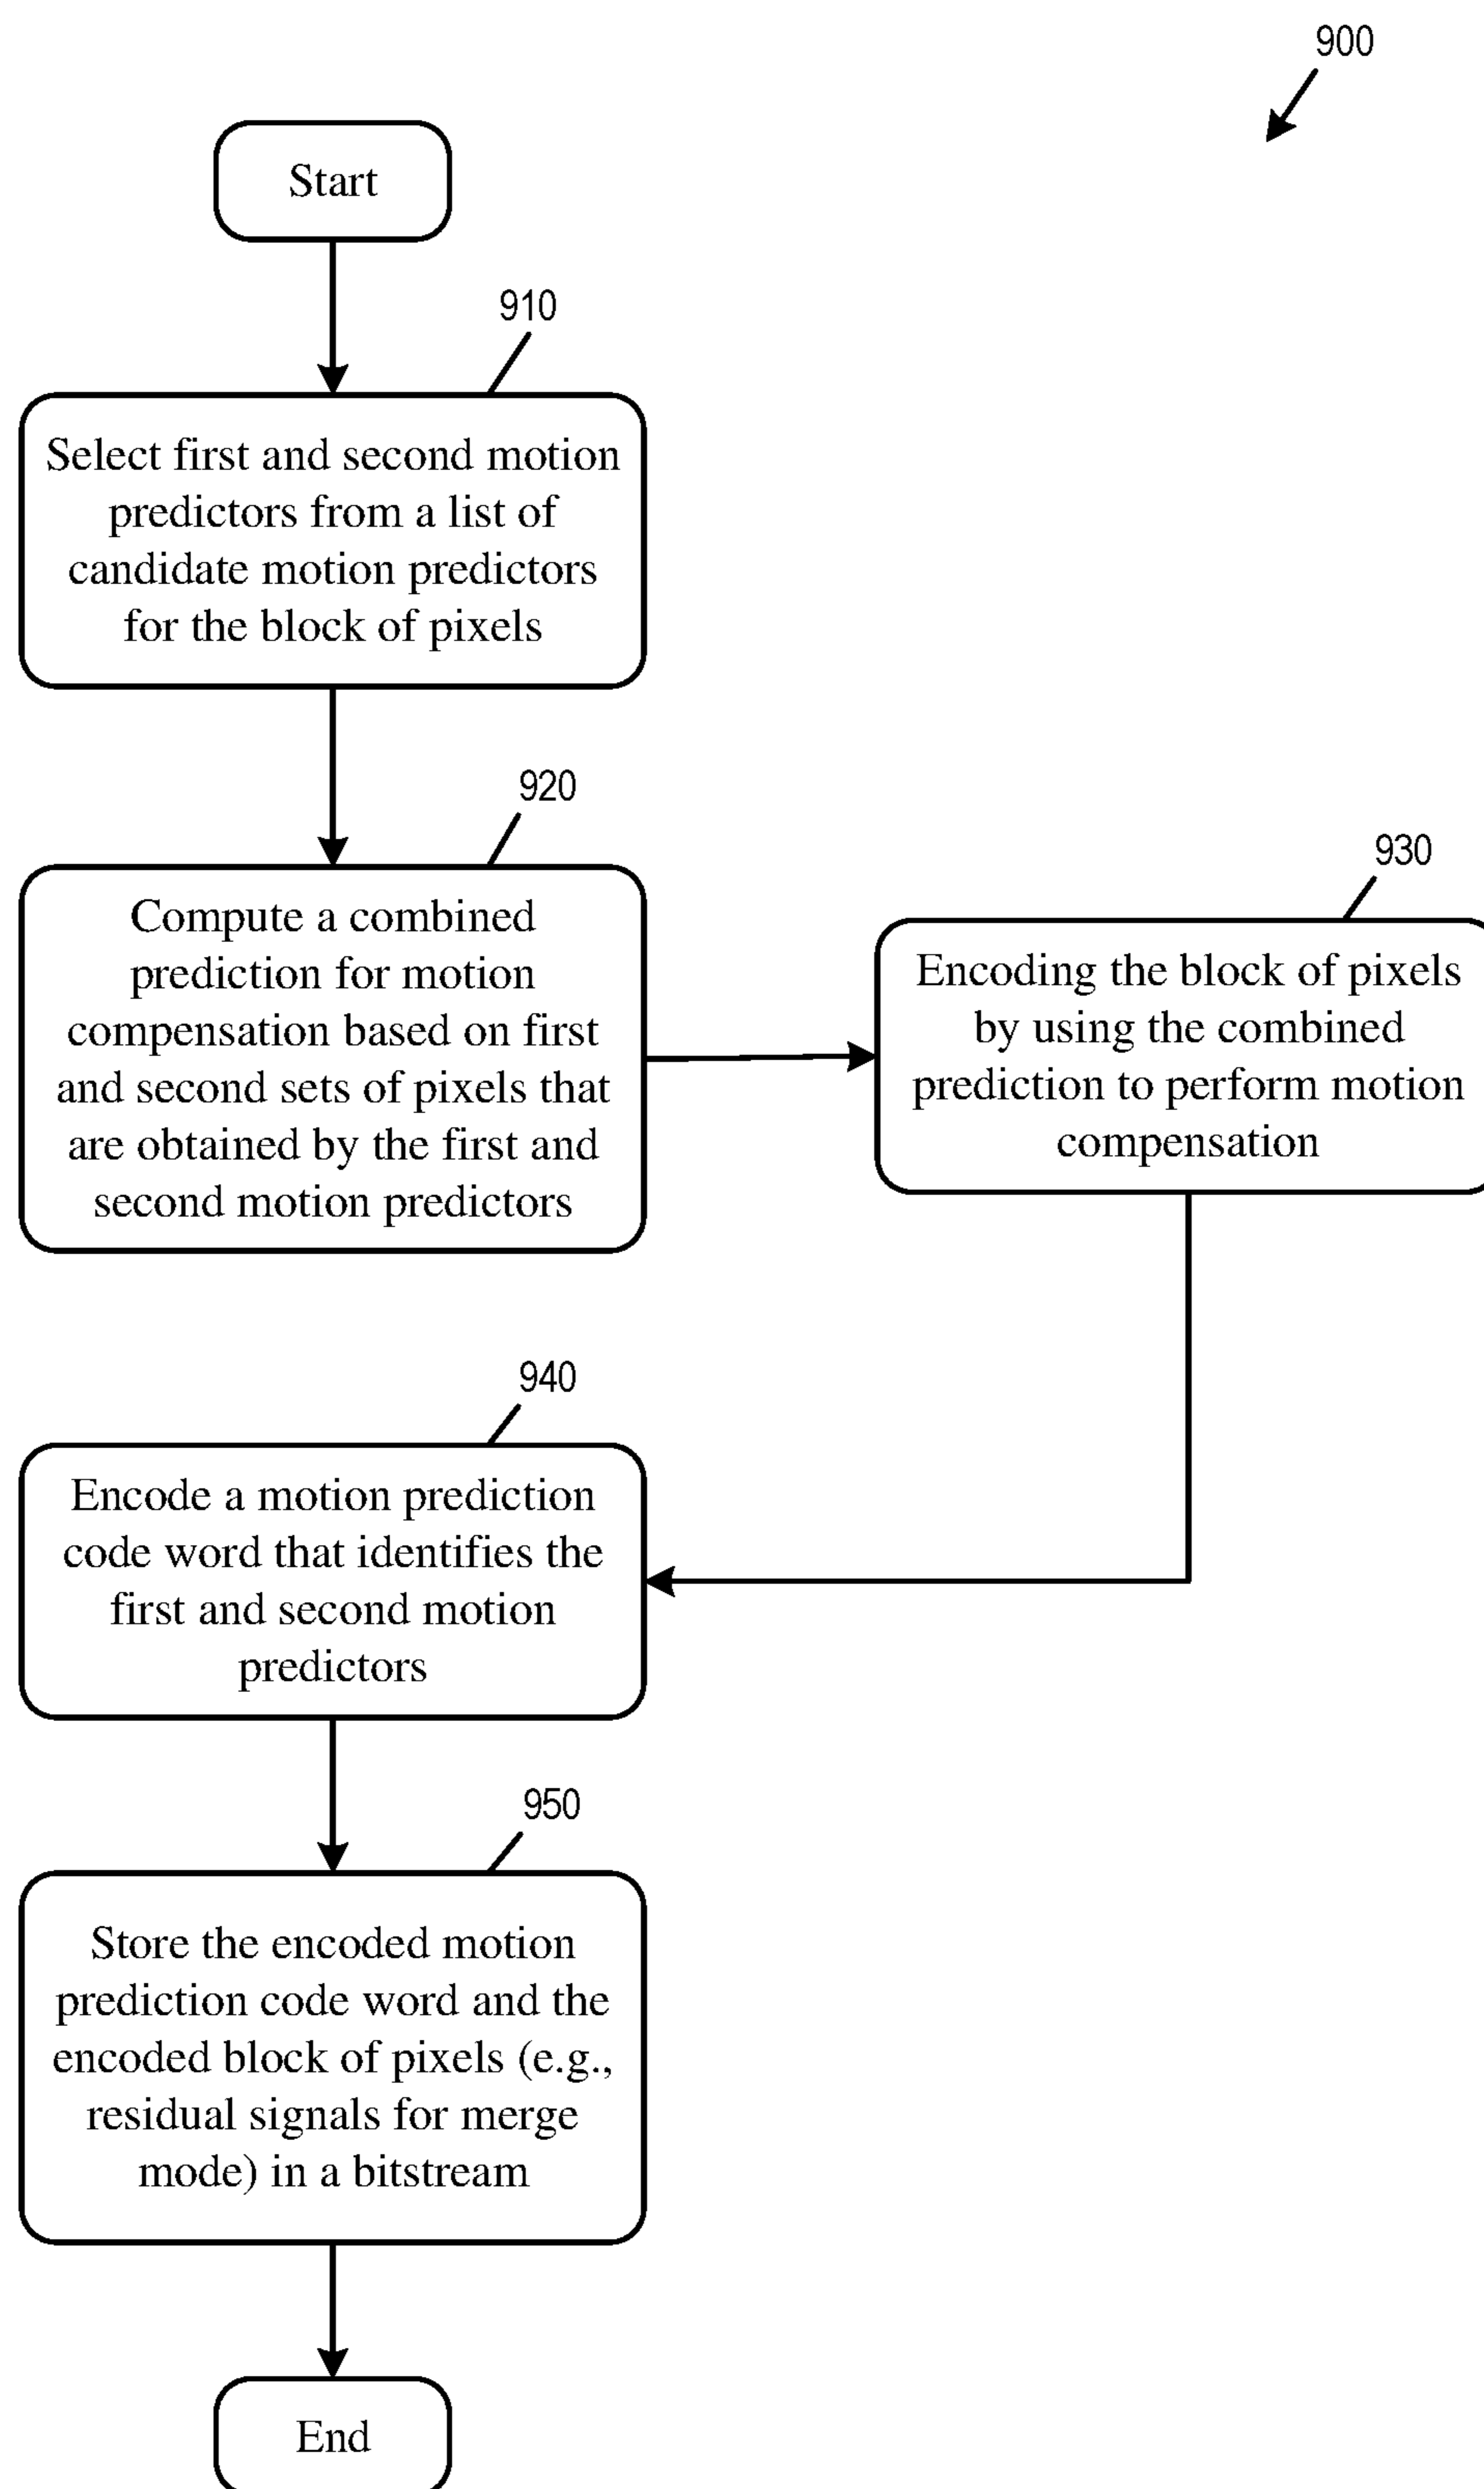 900
Start
910
Select first and second motion
predictors from a list of
candidate motion predictors
for the block of pixels
920
Compute a combined
prediction for motion
compensation based on first
and second sets of pixels that
are obtained by the first and
second motion predictors
930
Encoding the block of pixels
by using the combined
prediction to perform motion
compensation
940
Encode a motion prediction
code word that identifies the
first and second motion
predictors
950
Store the encoded motion
prediction code word and the
encoded block of pixels (e.g.,
residual signals for merge
mode) in a bitstream
End